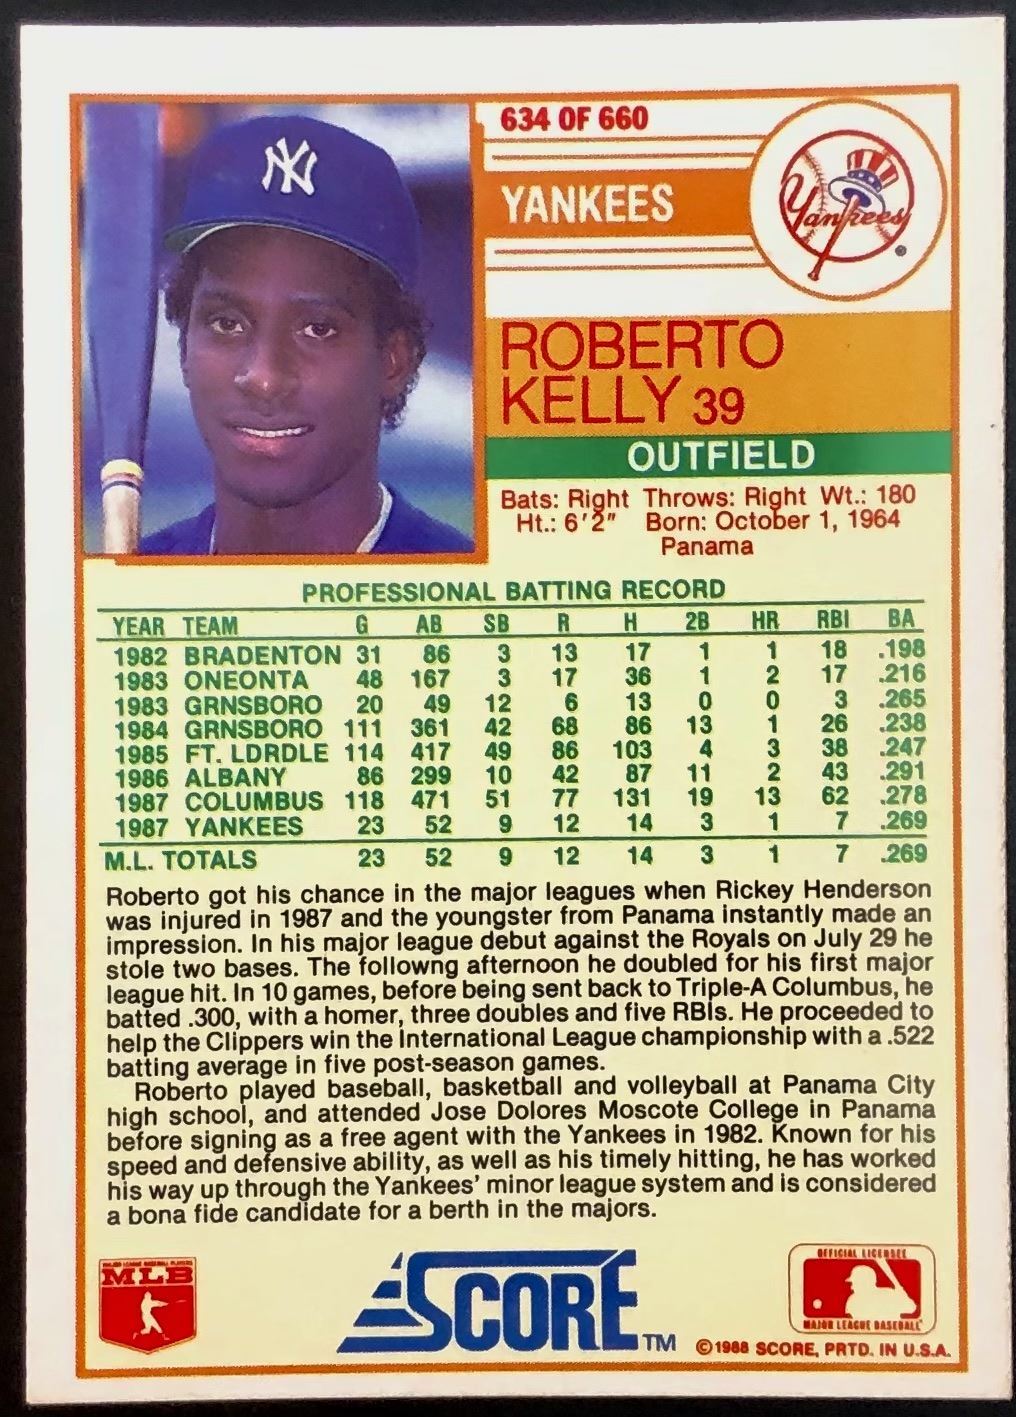 634 OF 660
YANKEES
Yankees
NY
ROBERTO
KELLY 39
OUTFIELD
Bats: Right Throws: Right Wt.: 180
Ht.: 6'2" Born: October 1, 1964
Panama
PROFESSIONAL BATTING RECORD
YEAR TEAM G AB SB R H 2B HR RBI BA
1982 BRADENTON 31 86 3 13 17 1 1 18 .198
1983 ONEONTA 48 167 3 17 36 1 2 17 .216
1983 GRNSBORO 20 49 12 6 13 0 0 3 .265
1984 GRNSBORO 111 361 42 68 86 13 1 26 .238
1985 FT. LDRDLE 114 417 49 86 103 4 3 38 .247
1986 ALBANY 86 299 10 42 87 11 2 43 .291
1987 COLUMBUS 118 471 51 77 131 19 13 62 .278
1987 YANKEES 23 52 9 12 14 3 1 7 .269
M.L. TOTALS 23 52 9 12 14 3 1 7 .269
Roberto got his chance in the major leagues when Rickey Henderson
was injured in 1987 and the youngster from Panama instantly made an
impression. In his major league debut against the Royals on July 29 he
stole two bases. The followng afternoon he doubled for his first major
league hit. In 10 games, before being sent back to Triple-A Columbus, he
batted .300, with a homer, three doubles and five RBIs. He proceeded to
help the Clippers win the International League championship with a .522
batting average in five post-season games.
Roberto played baseball, basketball and volleyball at Panama City
high school, and attended Jose Dolores Moscote College in Panama
before signing as a free agent with the Yankees in 1982. Known for his
speed and defensive ability, as well as his timely hitting, he has worked
his way up through the Yankees' minor league system and is considered
a bona fide candidate for a berth in the majors.
MAJOR LEAGUE BASEBALL PLAYERS
MLB
SCORE TM
OFFICIAL LICENSEE
MAJOR LEAGUE BASEBALL
©1988 SCORE, PRTD. IN U.S.A.